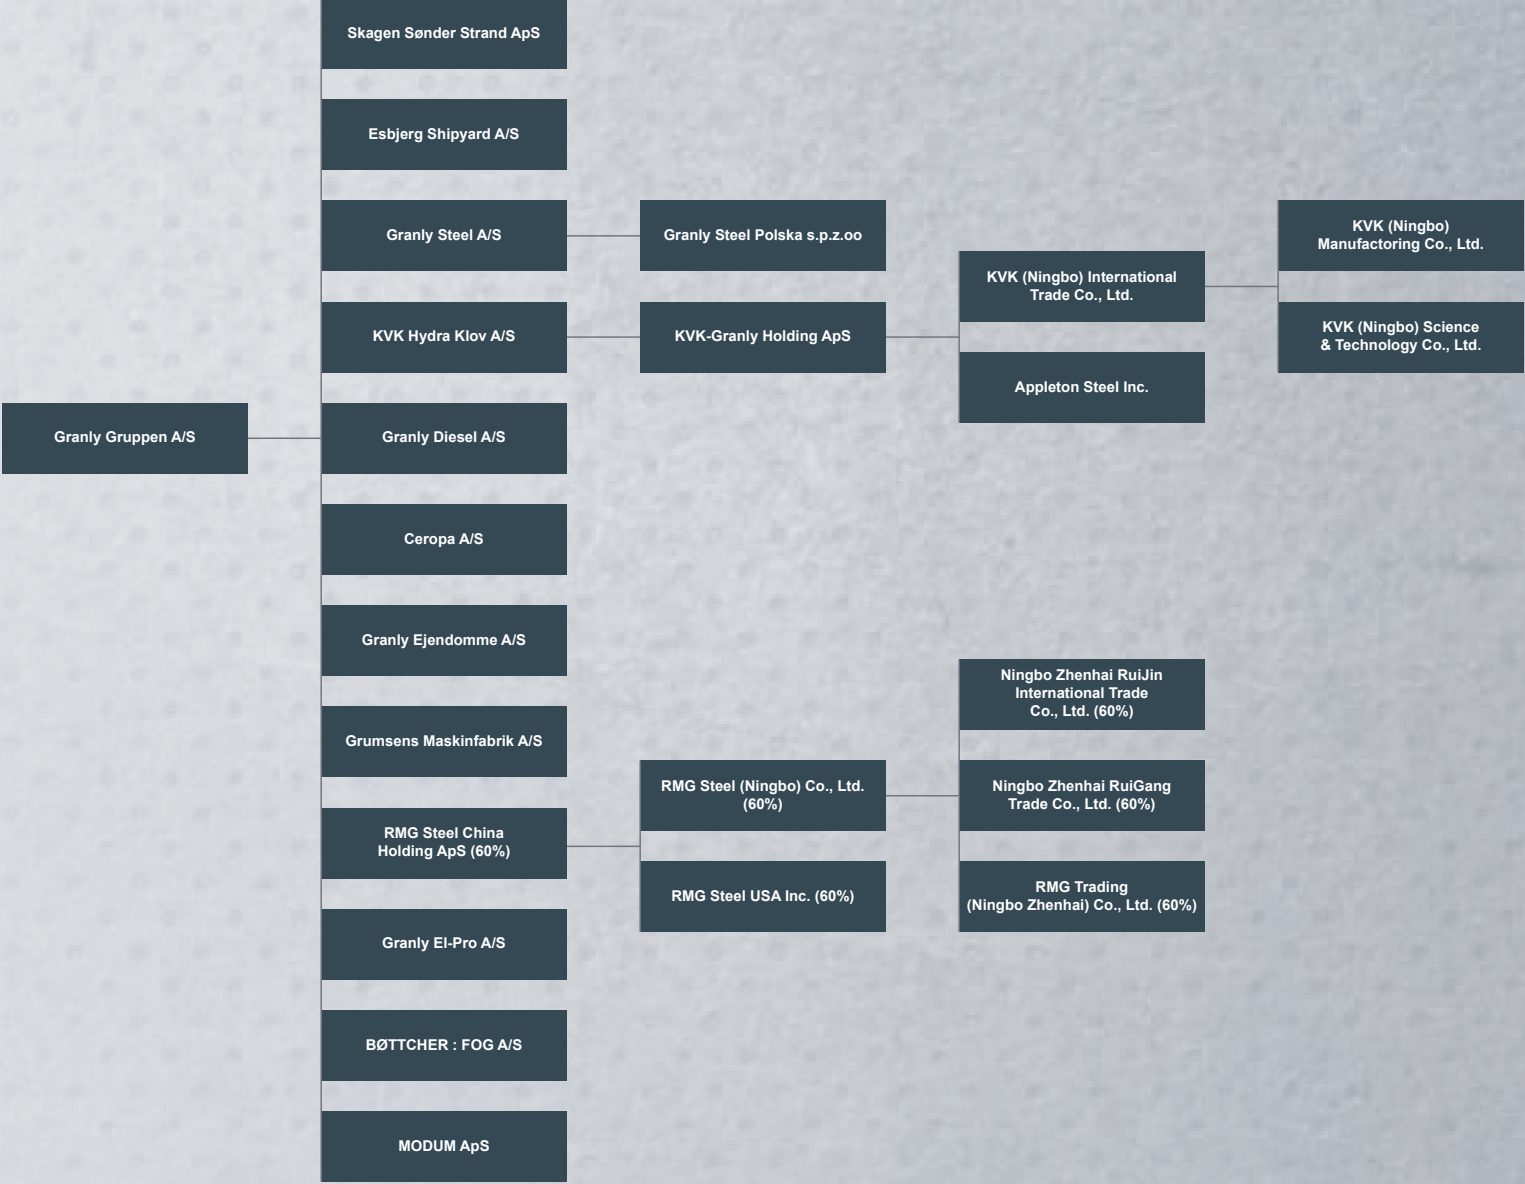 Skagen Sønder Strand ApS
Esbjerg Shipyard A/S
Granly Steel A/S
Granly Steel Polska s.p.z.oo
KVK (Ningbo)
Manufactoring Co., Ltd.
KVK (Ningbo) International
Trade Co., Ltd.
KVK Hydra Klov A/S
KVK-Granly Holding ApS
KVK (Ningbo) Science
& Technology Co., Ltd.
Appleton Steel Inc.
Granly Gruppen A/S
Granly Diesel A/S
Ceropa A/S
Granly Ejendomme A/S
Ningbo Zhenhai RuiJin
International Trade
Co., Ltd. (60%)
Grumsens Maskinfabrik A/S
RMG Steel (Ningbo) Co., Ltd.
(60%)
Ningbo Zhenhai RuiGang
Trade Co., Ltd. (60%)
RMG Steel China
Holding ApS (60%)
RMG Steel USA Inc. (60%)
RMG Trading
(Ningbo Zhenhai) Co., Ltd. (60%)
Granly El-Pro A/S
BØTTCHER : FOG A/S
MODUM ApS